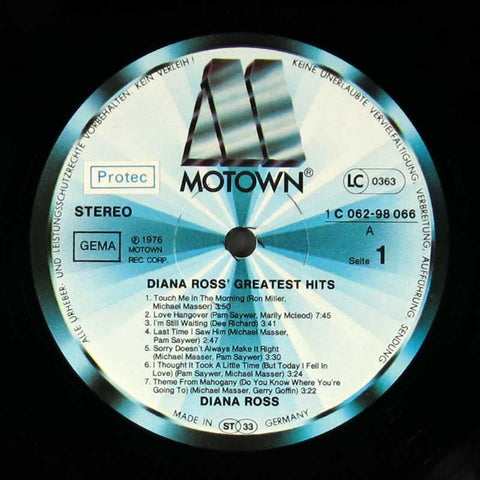 ALLE URHEBER UND LEISTUNGSSCHUTZRECHTE VORBEHALTEN. KEIN VERLEIH! KEINE UNERLAUBTE VERVIELFÄLTIGUNG, VERBREITUNG, AUFFÜHRUNG, SENDUNG
MOTOWN®
Protec
LC 0363
STEREO
1 C 062-98 066
A
GEMA
℗ 1976
MOTOWN
REC. CORP.
Seite 1
DIANA ROSS' GREATEST HITS
1. Touch Me In The Morning (Ron Miller,
Michael Masser) 3:50
2. Love Hangover (Pam Saywer, Marily Mcleod) 7:45
3. I'm Still Waiting (Dee Richard) 3:41
4. Last Time I Saw Him (Michael Masser,
Pam Saywer) 2:47
5. Sorry Doesn't Always Make It Right
(Michael Masser, Pam Saywer) 3:30
6. I Thought It Took A Little Time (But Today I Fell In
Love) (Pam Saywer, Michael Masser) 3:24
7. Theme From Mahogany (Do You Know Where You're
Going To) (Michael Masser, Gerry Goffin) 3:22
DIANA ROSS
MADE IN ST 33 GERMANY